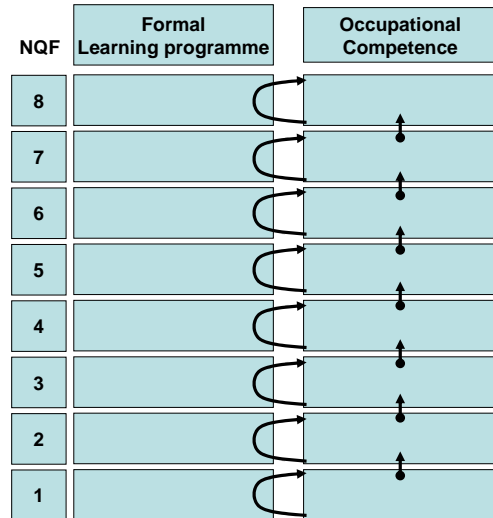 NQF
Formal
Learning programme
Occupational
Competence
8
7
6
5
4
3
2
1